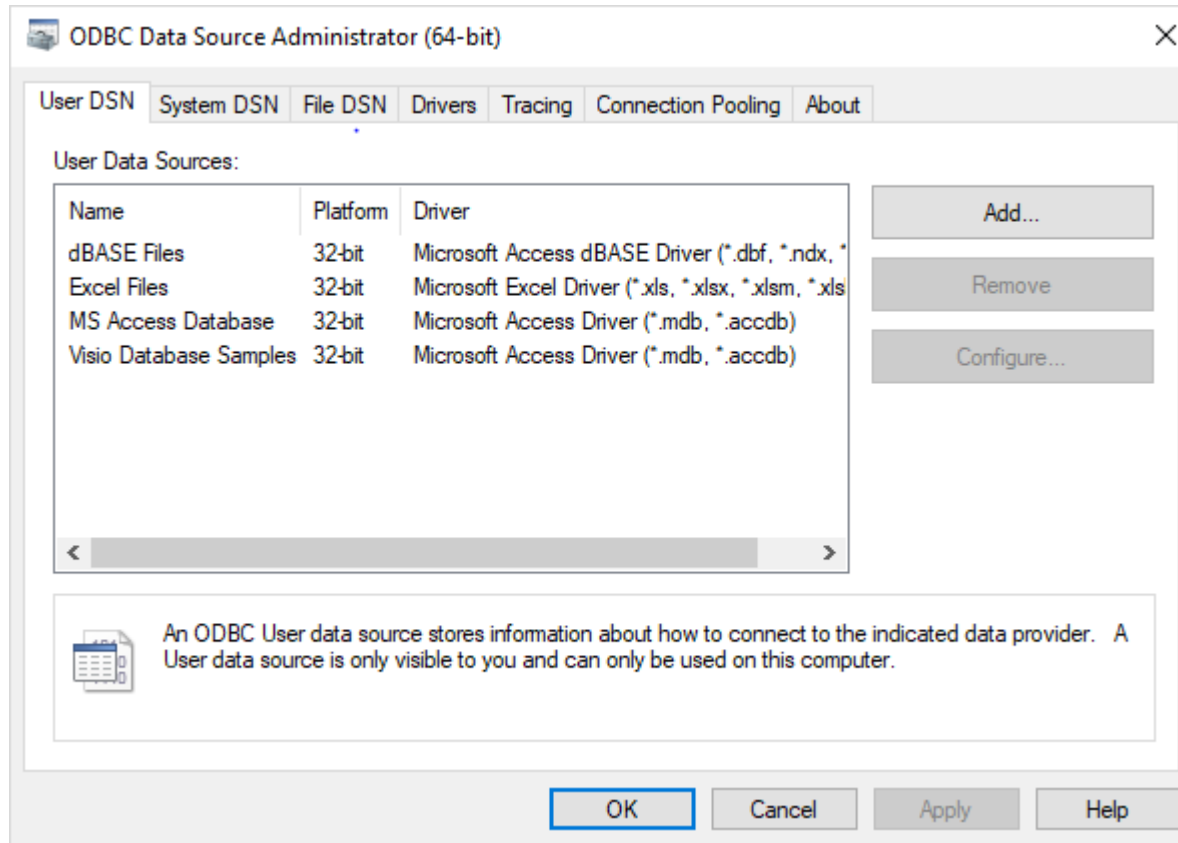 ODBC Data Source Administrator (64-bit)
User DSN System DSN File DSN Drivers Tracing Connection Pooling About
User Data Sources:
Name Platform Driver
dBASE Files 32-bit Microsoft Access dBASE Driver (*.dbf, *.ndx, *
Excel Files 32-bit Microsoft Excel Driver (*.xls, *.xlsx, *.xlsm, *.xls
MS Access Database 32-bit Microsoft Access Driver (*.mdb, *.accdb)
Visio Database Samples 32-bit Microsoft Access Driver (*.mdb, *.accdb)
Add...
Remove
Configure...
An ODBC User data source stores information about how to connect to the indicated data provider. A
User data source is only visible to you and can only be used on this computer.
OK Cancel Apply Help